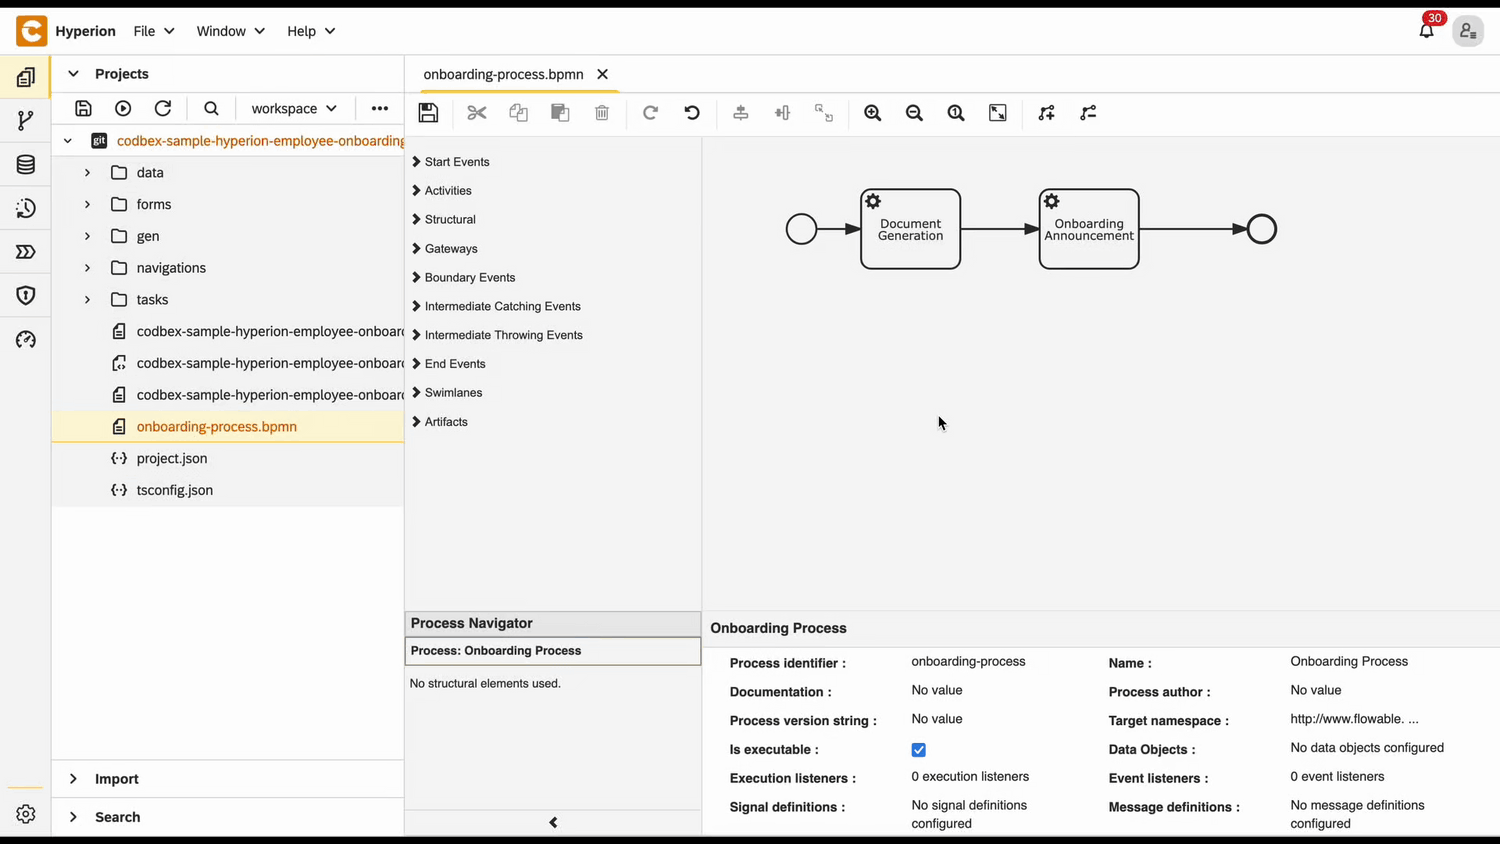 Hyperion File Window Help 30
Projects
workspace
git codbex-sample-hyperion-employee-onboarding
data
forms
gen
navigations
tasks
codbex-sample-hyperion-employee-onboard
codbex-sample-hyperion-employee-onboard
codbex-sample-hyperion-employee-onboard
onboarding-process.bpmn
project.json
tsconfig.json
Import
Search
onboarding-process.bpmn
Start Events
Activities
Structural
Gateways
Boundary Events
Intermediate Catching Events
Intermediate Throwing Events
End Events
Swimlanes
Artifacts
Document
Generation
Onboarding
Announcement
Process Navigator
Process: Onboarding Process
No structural elements used.
Onboarding Process
Process identifier : onboarding-process Name : Onboarding Process
Documentation : No value Process author : No value
Process version string : No value Target namespace : http://www.flowable. ...
Is executable : Data Objects : No data objects configured
Execution listeners : 0 execution listeners Event listeners : 0 event listeners
Signal definitions : No signal definitions Message definitions : No message definitions
configured configured